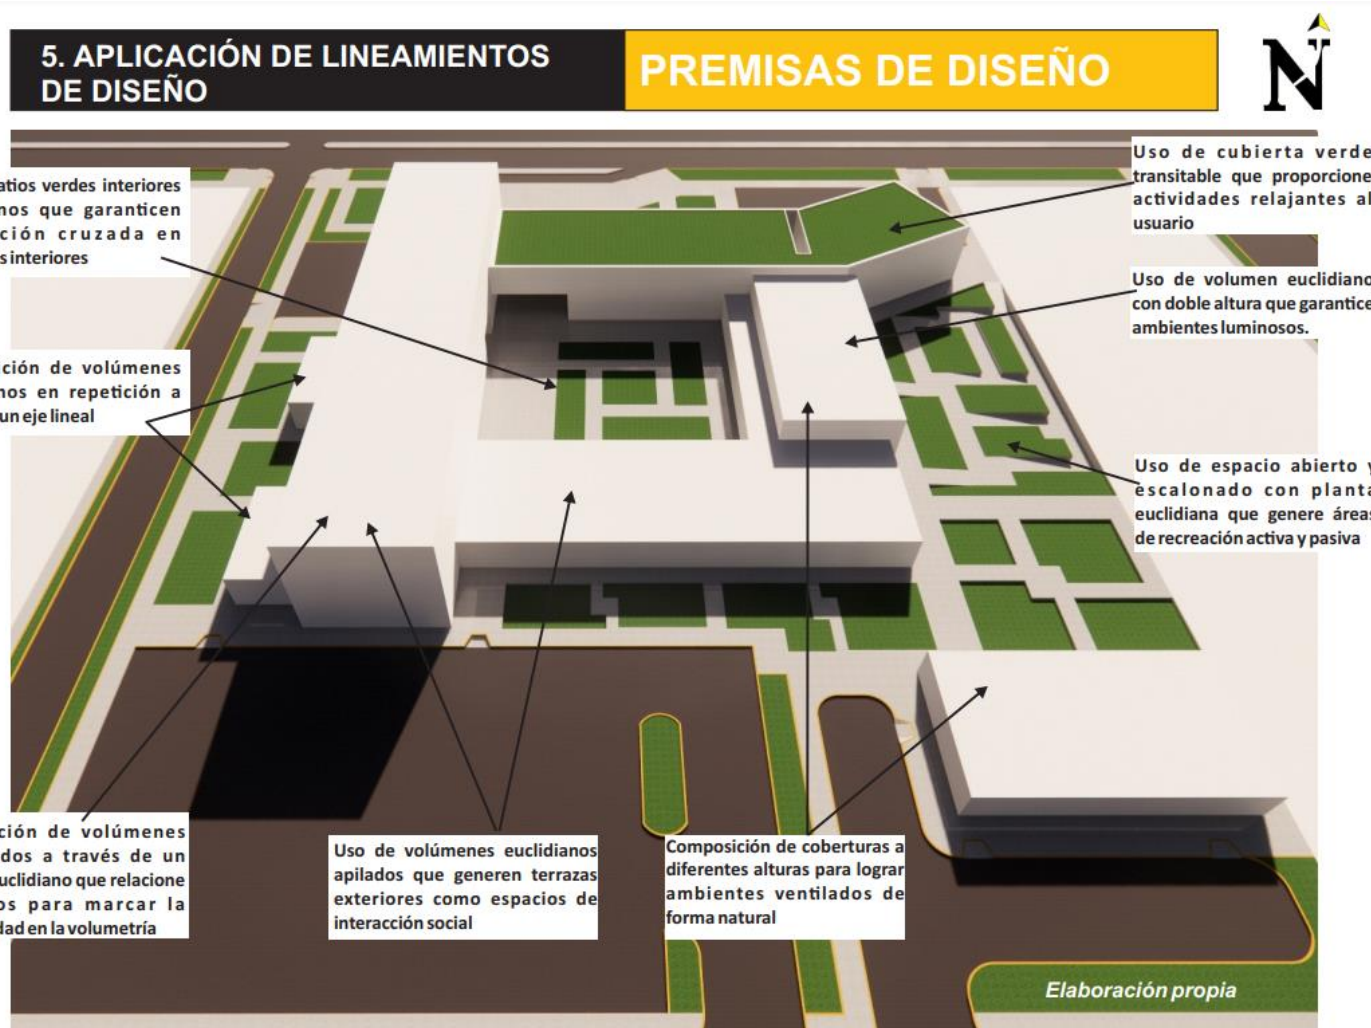 5. APLICACIÓN DE LINEAMIENTOS
DE DISEÑO
PREMISAS DE DISEÑO
N
atios verdes interiores
nos que garanticen
ción cruzada en
s interiores
ción de volúmenes
nos en repetición a
un eje lineal
ción de volúmenes
dos a través de un
uclidiano que relacione
os para marcar la
dad en la volumetría
Uso de volúmenes euclidianos
apilados que generen terrazas
exteriores como espacios de
interacción social
Composición de coberturas a
diferentes alturas para lograr
ambientes ventilados de
forma natural
Uso de cubierta verde
transitable que proporcione
actividades relajantes al
usuario
Uso de volumen euclidiano
con doble altura que garantice
ambientes luminosos.
Uso de espacio abierto y
escalonado con planta
euclidiana que genere áreas
de recreación activa y pasiva
Elaboración propia